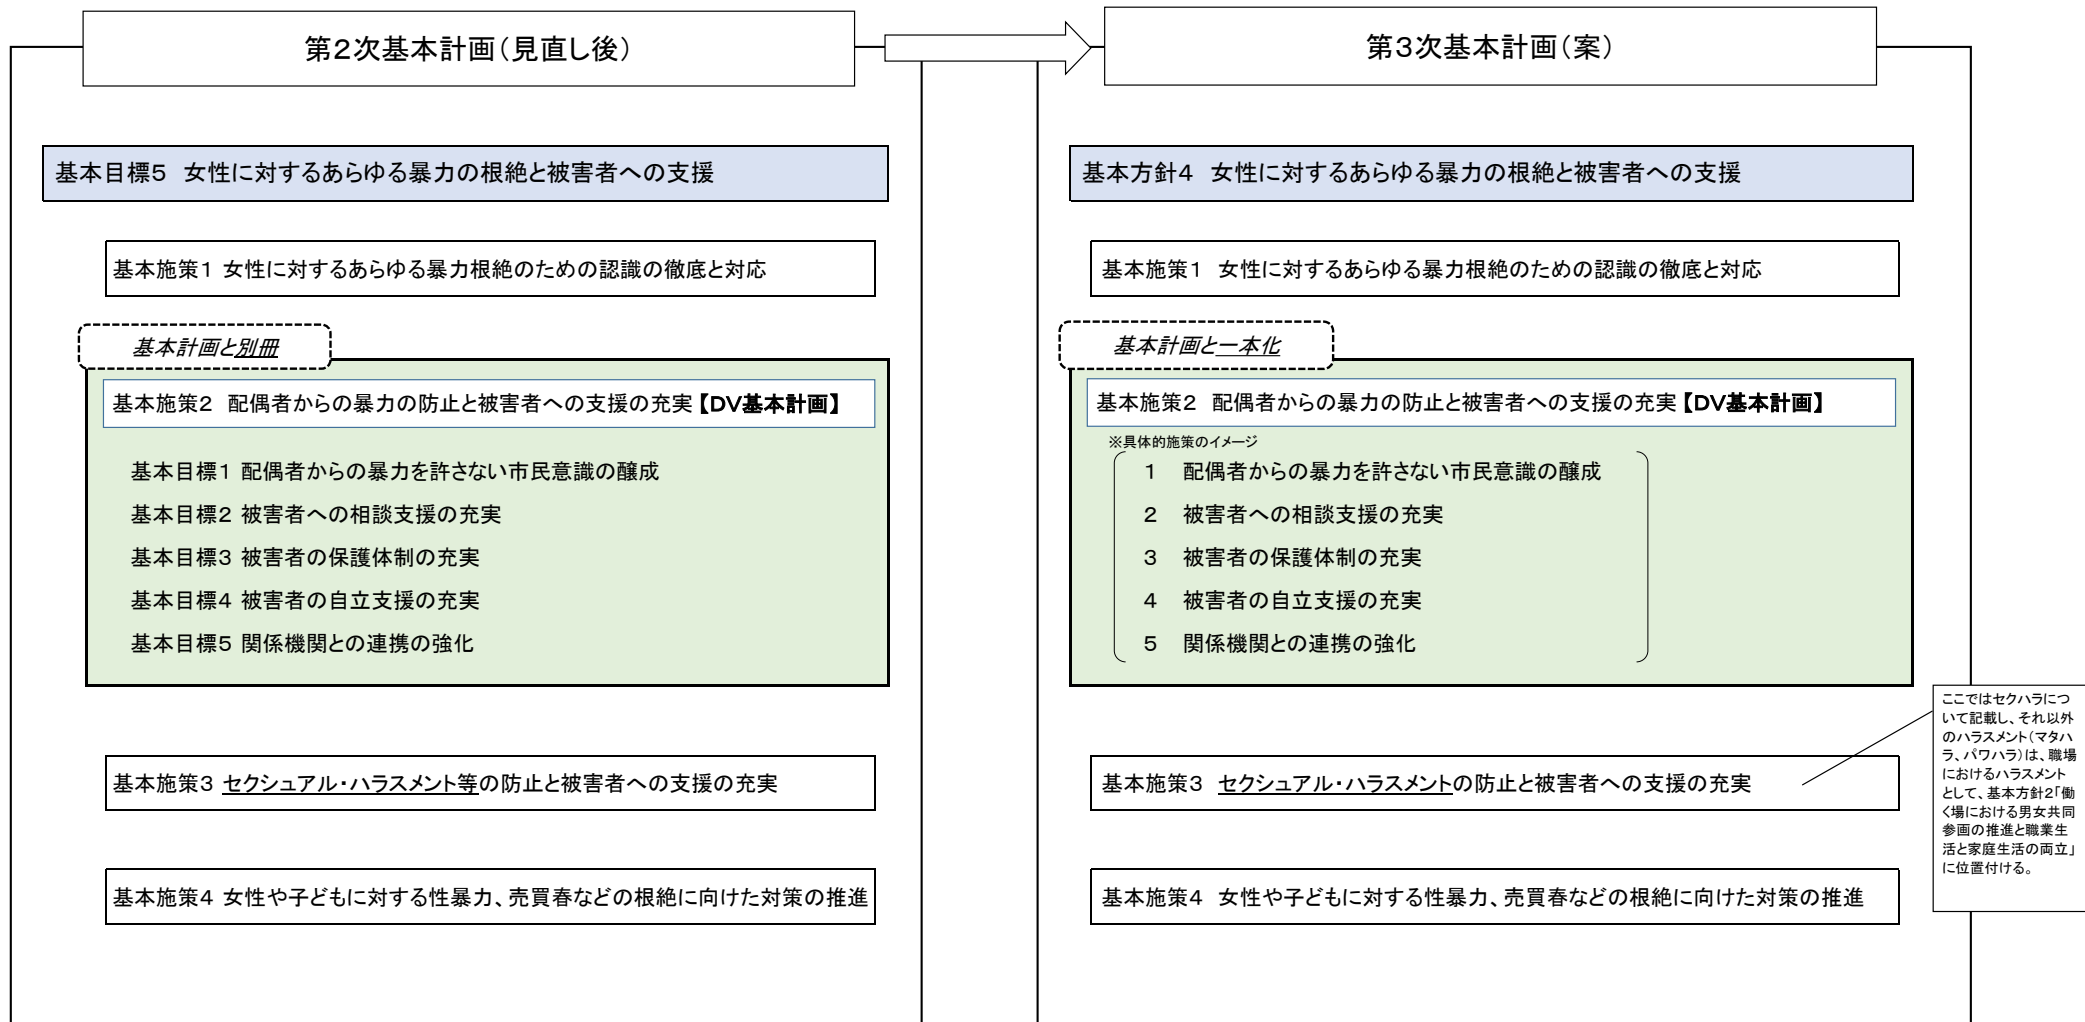 第２次基本計画（見直し後）
基本目標５　女性に対するあらゆる暴力の根絶と被害者への支援
基本施策１ 女性に対するあらゆる暴力根絶のための認識の徹底と対応
基本計画と別冊
基本施策２　配偶者からの暴力の防止と被害者への支援の充実【DV基本計画】
基本目標１ 配偶者からの暴力を許さない市民意識の醸成
基本目標２ 被害者への相談支援の充実
基本目標３ 被害者の保護体制の充実
基本目標４ 被害者の自立支援の充実
基本目標５ 関係機関との連携の強化
基本施策３ セクシュアル・ハラスメント等の防止と被害者への支援の充実
基本施策４ 女性や子どもに対する性暴力、売買春などの根絶に向けた対策の推進
第３次基本計画（案）
基本方針４　女性に対するあらゆる暴力の根絶と被害者への支援
基本施策１　女性に対するあらゆる暴力根絶のための認識の徹底と対応
基本計画と一本化
基本施策２　配偶者からの暴力の防止と被害者への支援の充実【DV基本計画】
※具体的施策のイメージ
１　配偶者からの暴力を許さない市民意識の醸成
２　被害者への相談支援の充実
３　被害者の保護体制の充実
４　被害者の自立支援の充実
５　関係機関との連携の強化
基本施策３　セクシュアル・ハラスメントの防止と被害者への支援の充実
基本施策４　女性や子どもに対する性暴力、売買春などの根絶に向けた対策の推進
ここではセクハラにつ
いて記載し、それ以外
のハラスメント（マタハ
ラ、パワハラ）は、職場
におけるハラスメント
として、基本方針２「働
く場における男女共同
参画の推進と職業生
活と家庭生活の両立」
に位置付ける。